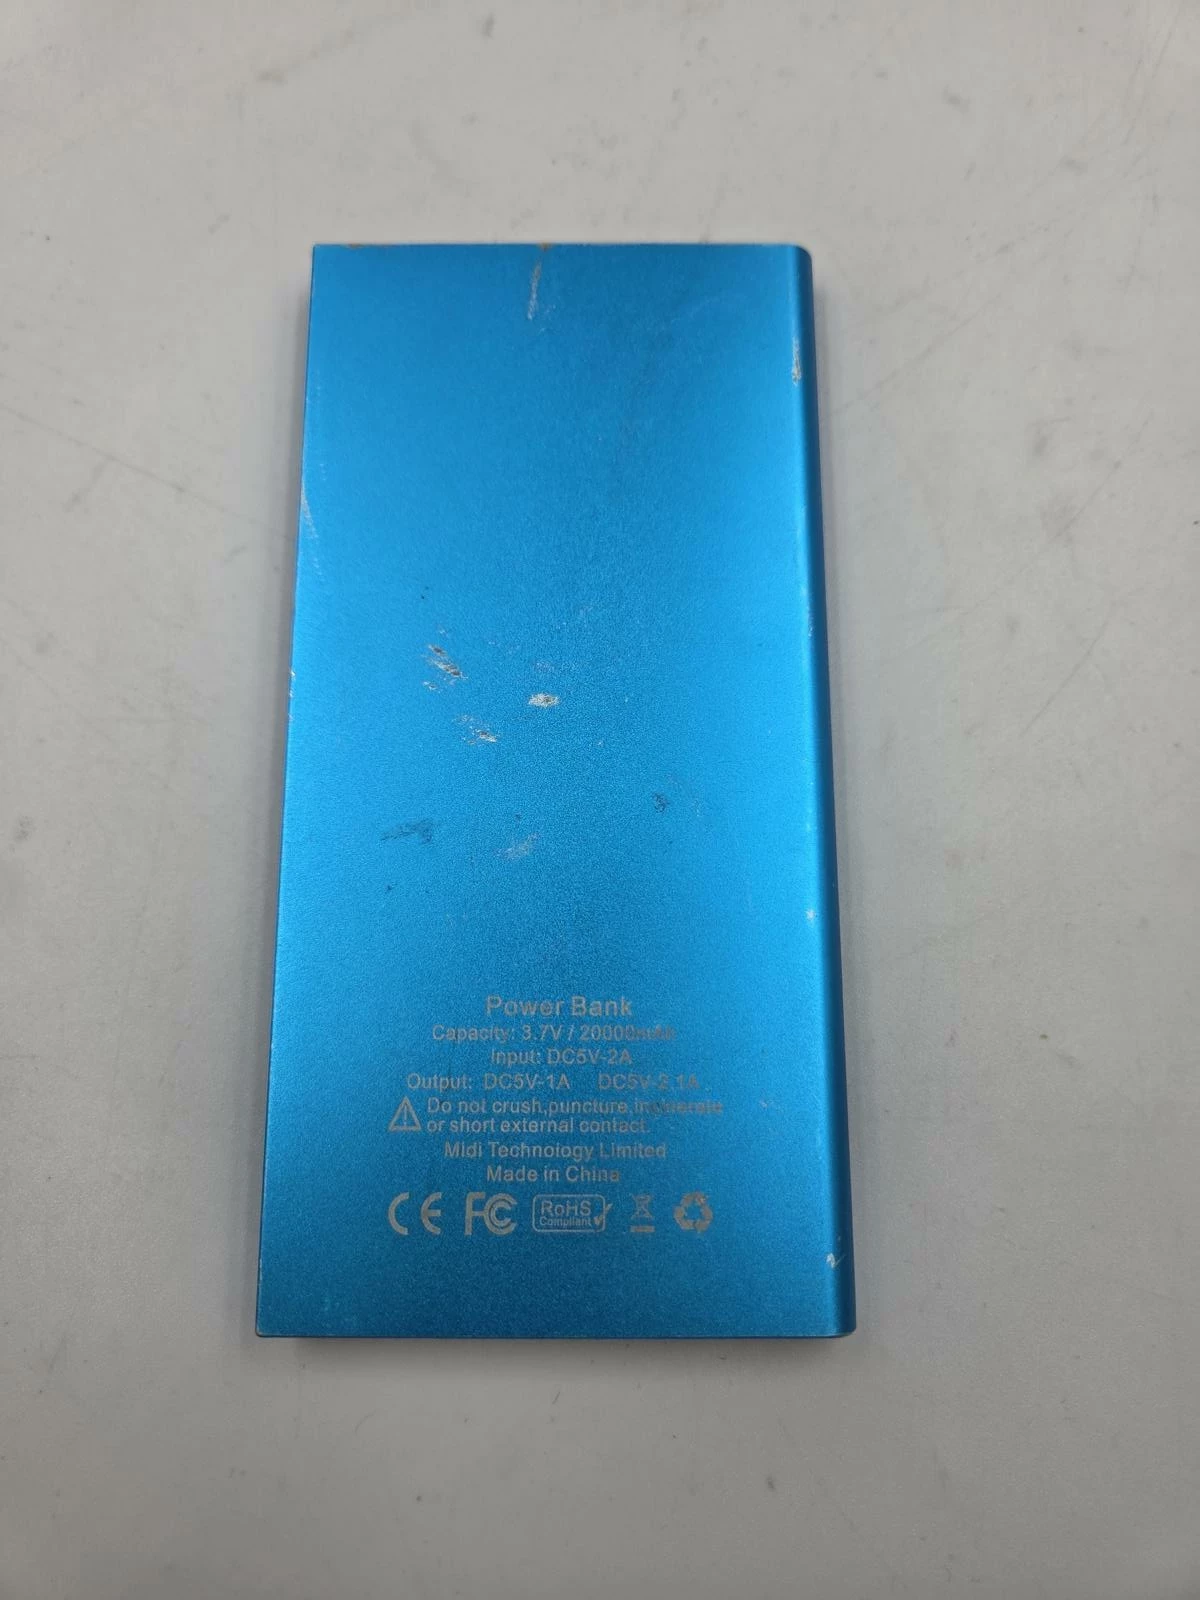 Power Bank
Capacity: 3.7V / 20000mAh
Input: DC5V-2A
Output: DC5V-1A DC5V-2.1A
Do not crush,puncture,incinerate
or short external contact.
Midi Technology Limited
Made in China
CE FC RoHS
Compliant